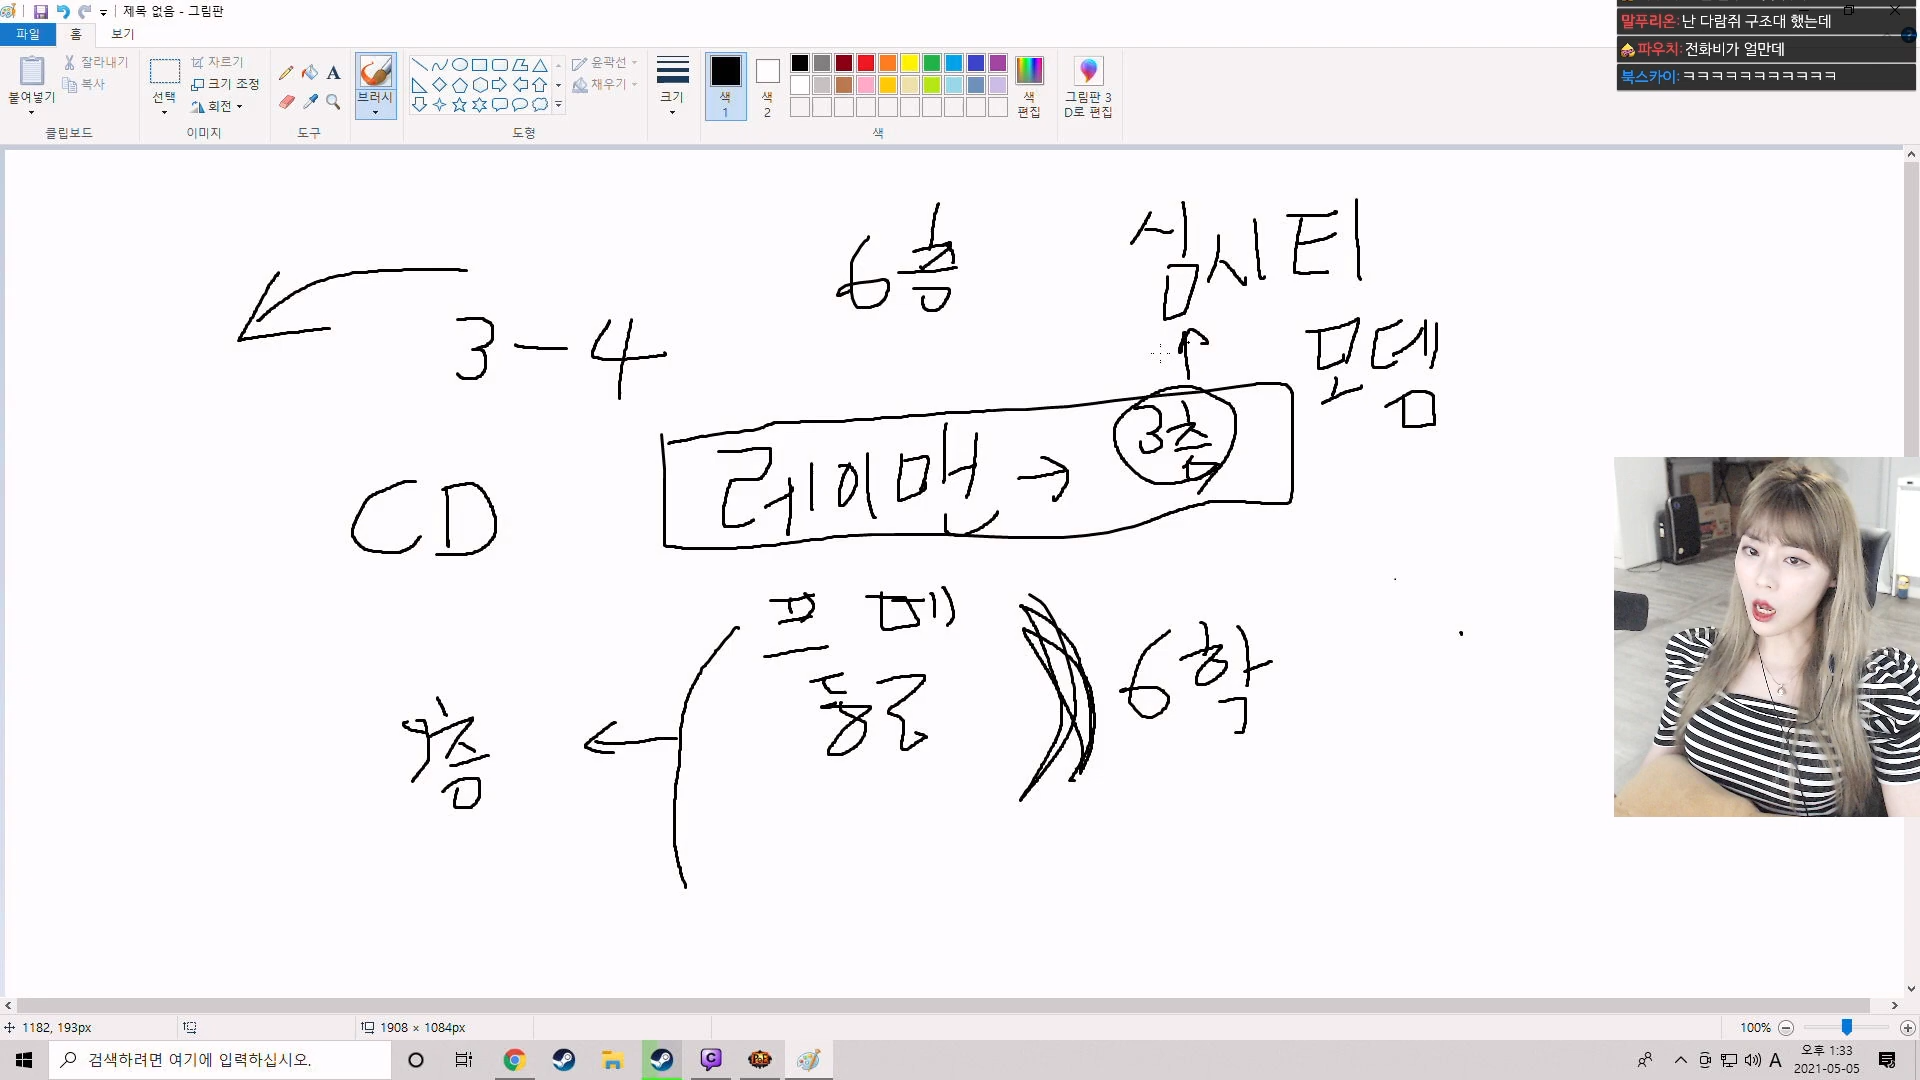 제목 없음 - 그림판
파일 홈 보기
붙여넣기
잘라내기
복사
클립보드
선택
자르기
크기 조정
회전
이미지
도구
브러시
윤곽선
채우기
도형
크기
색 1
색 2
색 편집
색
그림판 3D로 편집
말푸리온: 난 다람쥐 구조대 했는데
파우치: 전화비가 얼만데
북스카이: ㅋㅋㅋㅋㅋㅋㅋㅋㅋㅋㅋ
6층
심시티
3-4
모뎀
레이맨 → 3층
CD
프 메
6학
9층
1182, 193px
1908 × 1084px
100%
검색하려면 여기에 입력하십시오.
A
오후 1:33
2021-05-05